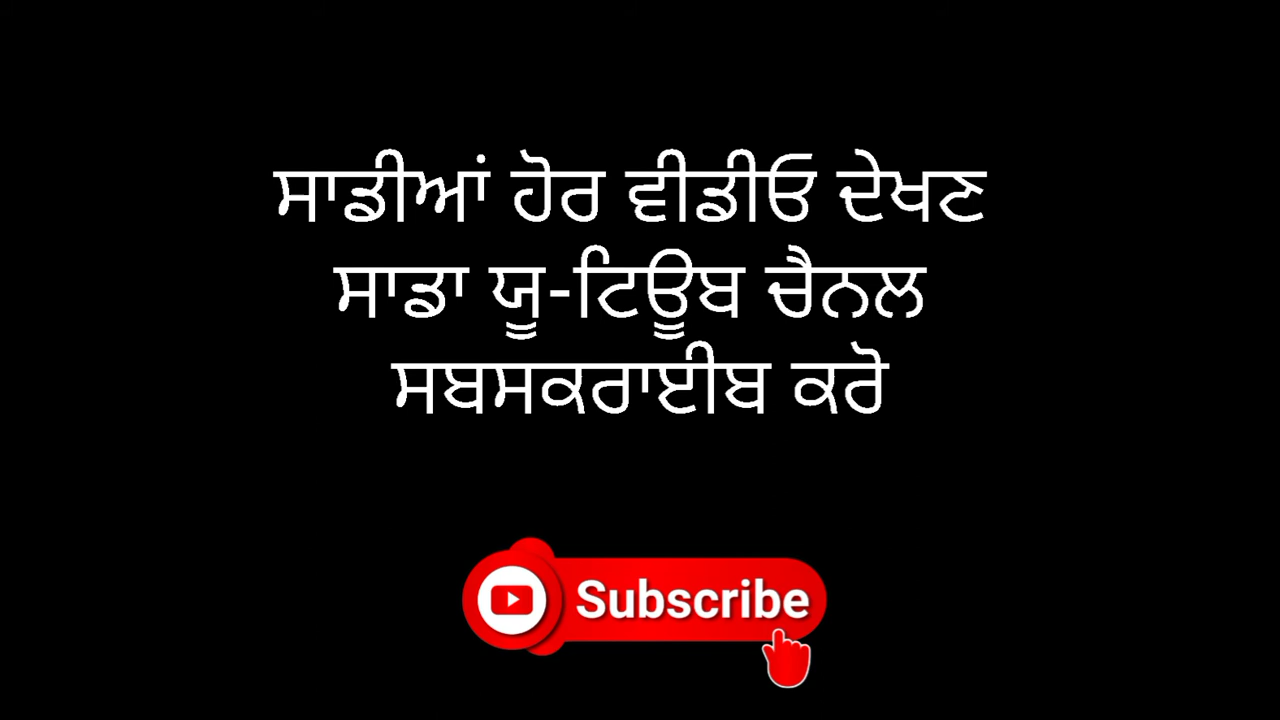 ਸਾਡੀਆਂ ਹੋਰ ਵੀਡੀਓ ਦੇਖਣ
ਸਾਡਾ ਯੂ-ਟਿਊਬ ਚੈਨਲ
ਸਬਸਕਰਾਈਬ ਕਰੋ
Subscribe